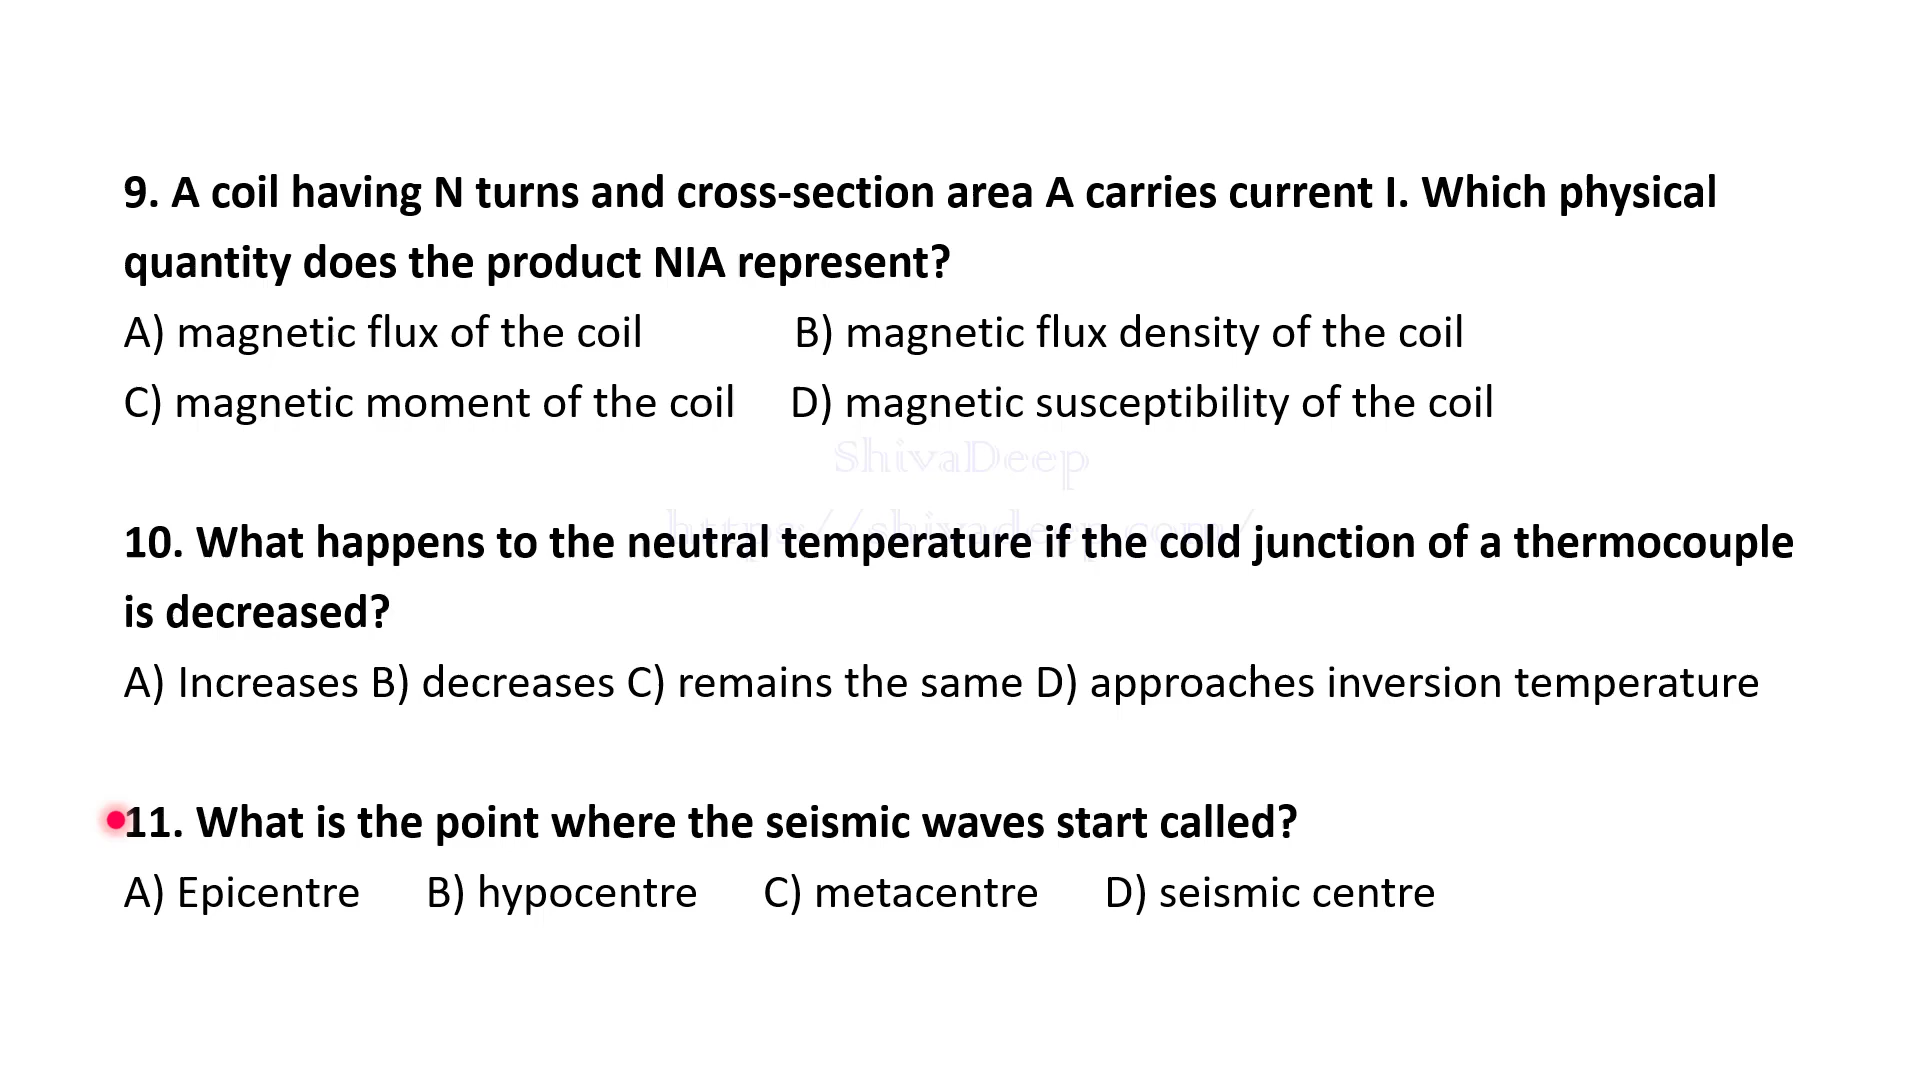 9. A coil having N turns and cross-section area A carries current I. Which physical
quantity does the product NIA represent?
A) magnetic flux of the coil B) magnetic flux density of the coil
C) magnetic moment of the coil D) magnetic susceptibility of the coil
ShivaDeep
https://shivadeep.com/
10. What happens to the neutral temperature if the cold junction of a thermocouple
is decreased?
A) Increases B) decreases C) remains the same D) approaches inversion temperature
11. What is the point where the seismic waves start called?
A) Epicentre B) hypocentre C) metacentre D) seismic centre